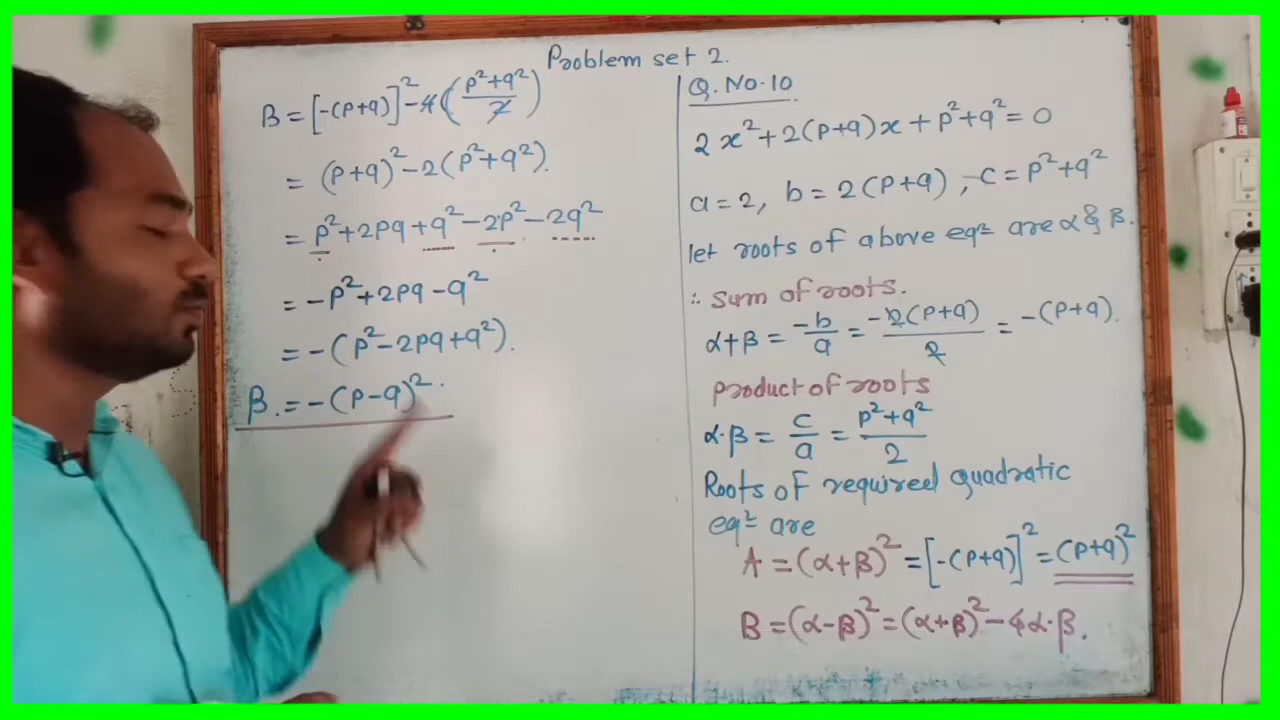 Problem set 2.
Q. No. 10
2x²+2(p+q)x+p²+q²=0
a=2, b=2(p+q), c=p²+q²
let roots of above eqⁿ are α & β.
∴ Sum of roots.
α+β = -b/a = -2(p+q)/2 = -(p+q).
product of roots
α·β = c/a = p²+q²/2
Roots of required quadratic
eqⁿ are
A = (α+β)² = [-(p+q)]² = (p+q)²
B = (α-β)² = (α+β)² - 4α·β.
B = [-(p+q)]² - 4(p²+q²/2)
= (p+q)² - 2(p²+q²).
= p²+2pq+q²-2p²-2q²
= -p²+2pq-q²
= -(p²-2pq+q²).
B. = -(p-q)².